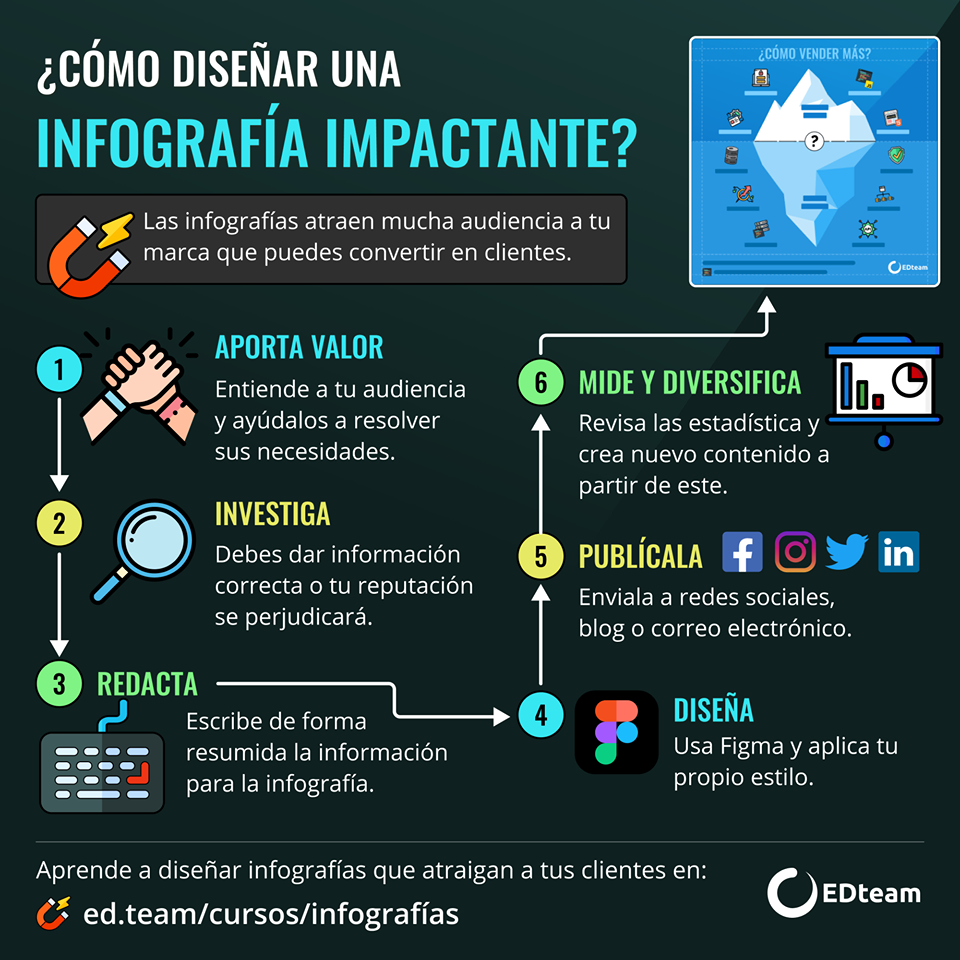 ¿CÓMO DISEÑAR UNA
INFOGRAFÍA IMPACTANTE?
Las infografías atraen mucha audiencia a tu
marca que puedes convertir en clientes.
¿CÓMO VENDER MÁS?
?
EDteam
1
APORTA VALOR
Entiende a tu audiencia
y ayúdalos a resolver
sus necesidades.
2
INVESTIGA
Debes dar información
correcta o tu reputación
se perjudicará.
3 REDACTA
Escribe de forma
resumida la información
para la infografía.
4
DISEÑA
Usa Figma y aplica tu
propio estilo.
5 PUBLÍCALA
f
in
Enviala a redes sociales,
blog o correo electrónico.
6 MIDE Y DIVERSIFICA
Revisa las estadística y
crea nuevo contenido a
partir de este.
Aprende a diseñar infografías que atraigan a tus clientes en:
ed.team/cursos/infografías
EDteam